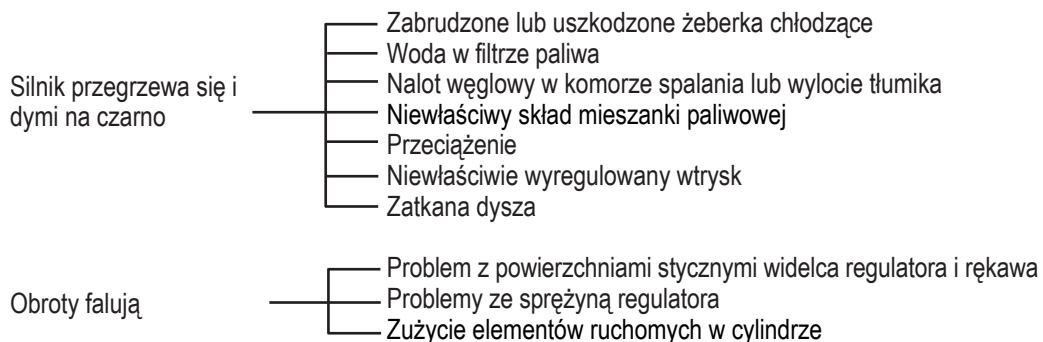 Zabrudzone lub uszkodzone żeberka chłodzące
Woda w filtrze paliwa
Silnik przegrzewa się i
dymi na czarno
Nalot węglowy w komorze spalania lub wylocie tłumika
Niewłaściwy skład mieszanki paliwowej
Przeciążenie
Niewłaściwie wyregulowany wtrysk
Zatkana dysza
Obroty falują
Problem z powierzchniami stycznymi widelca regulatora i rękawa
Problemy ze sprężyną regulatora
Zużycie elementów ruchomych w cylindrze